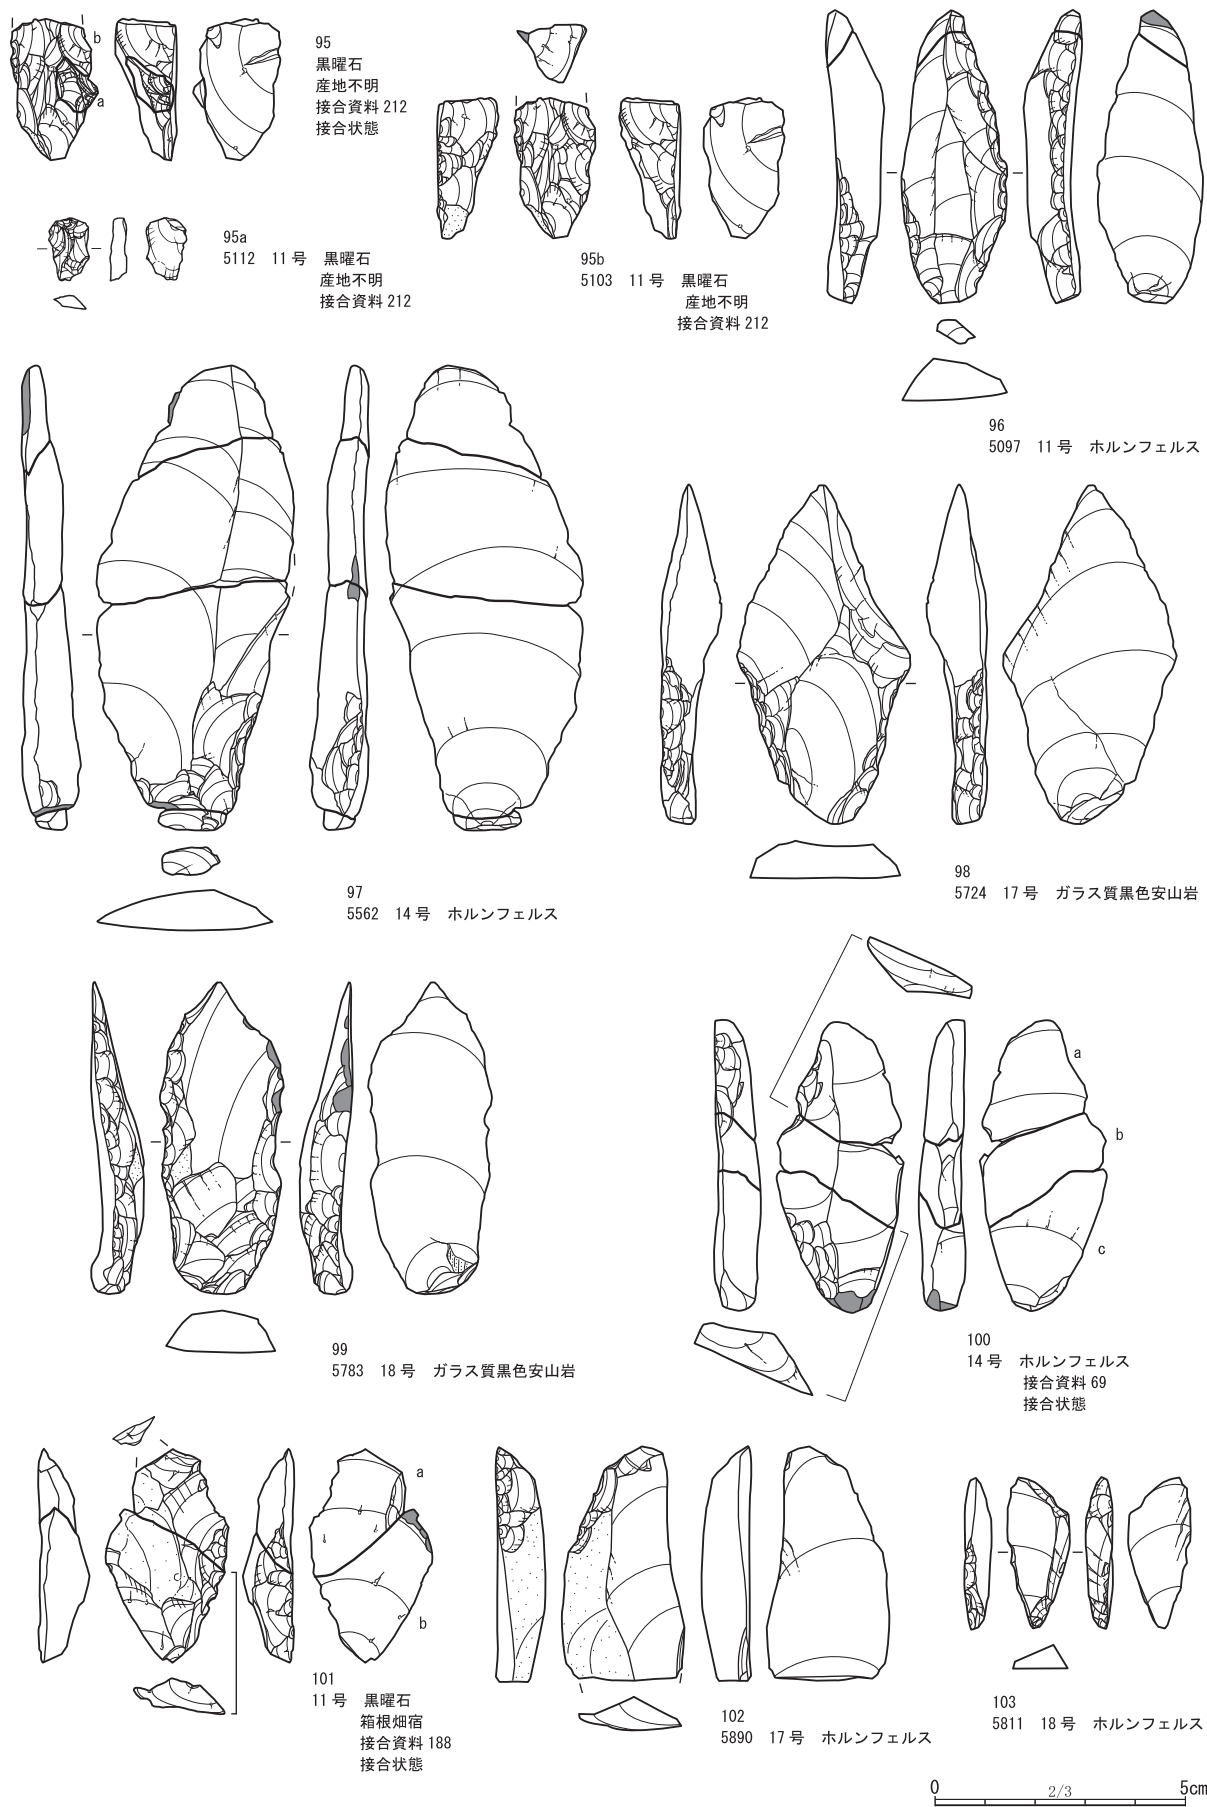 b
a
95
黒曜石
産地不明
接合資料 212
接合状態
95a
5112 11 号 黒曜石
産地不明
接合資料 212
95b
5103 11 号 黒曜石
産地不明
接合資料 212
96
5097 11 号 ホルンフェルス
97
5562 14 号 ホルンフェルス
98
5724 17 号 ガラス質黒色安山岩
99
5783 18 号 ガラス質黒色安山岩
a
b
c
100
14 号 ホルンフェルス
接合資料 69
接合状態
a
b
101
11 号 黒曜石
箱根畑宿
接合資料 188
接合状態
102
5890 17 号 ホルンフェルス
103
5811 18 号 ホルンフェルス
0 2/3 5cm